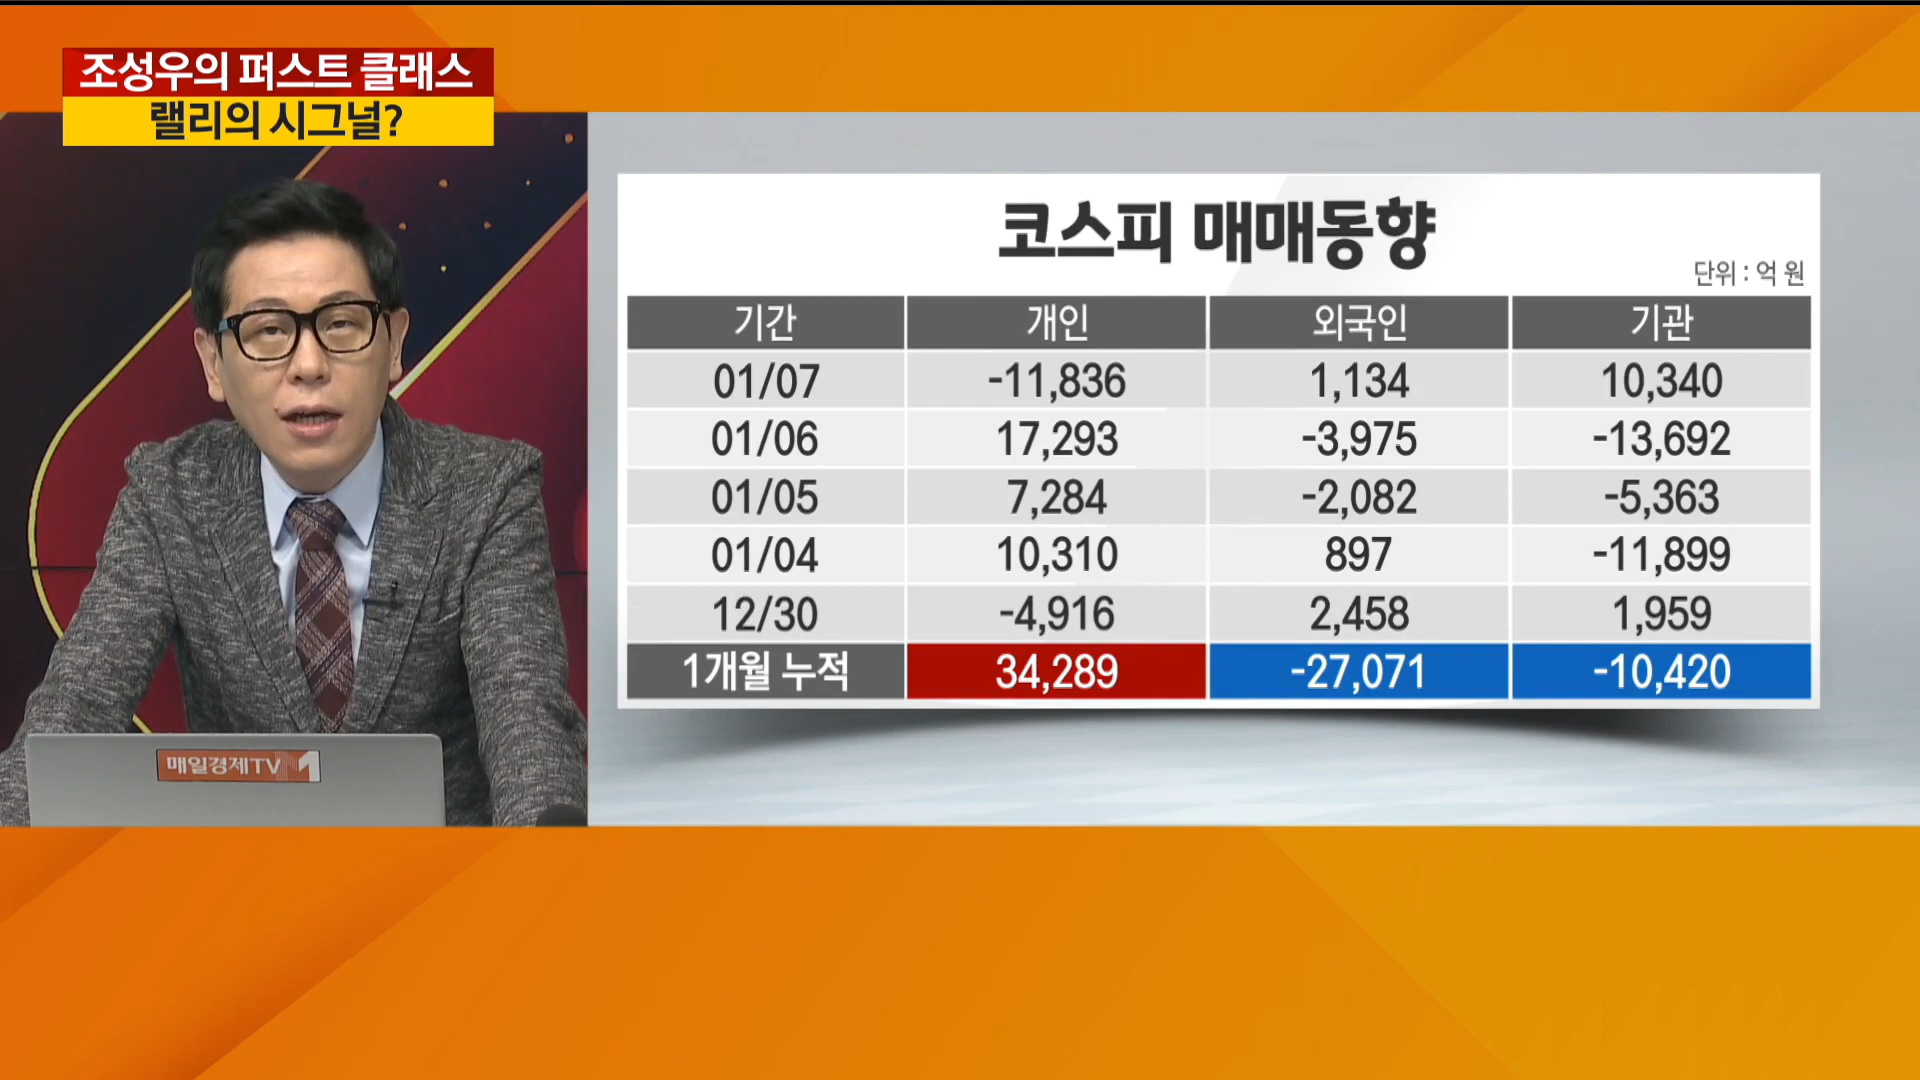 조성우의 퍼스트 클래스
랠리의 시그널?
코스피 매매동향
단위 : 억 원
기간 개인 외국인 기관
01/07 -11,836 1,134 10,340
01/06 17,293 -3,975 -13,692
01/05 7,284 -2,082 -5,363
01/04 10,310 897 -11,899
12/30 -4,916 2,458 1,959
1개월 누적 34,289 -27,071 -10,420
매일경제TV M